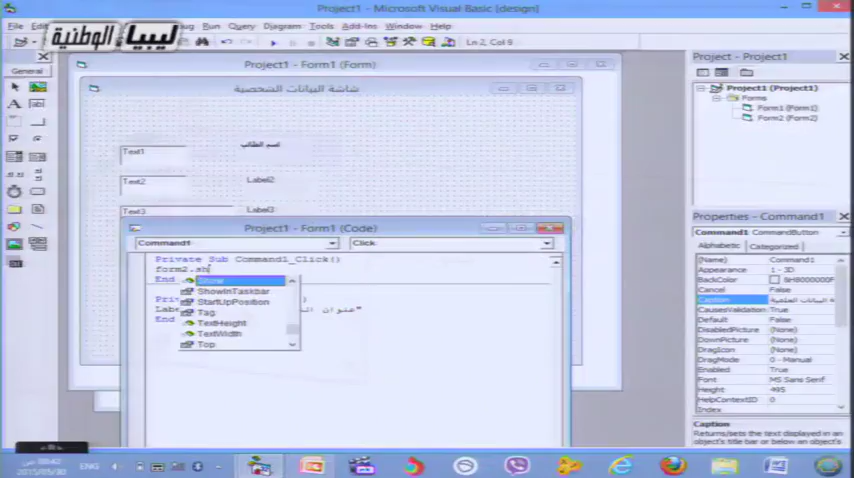 Project1 - Microsoft Visual Basic [design]
File
Run Query Diagram Tools Add-Ins Window Help
ليبيا الوطنية
Ln 2, Col 9
General
Project1 - Form1 (Form)
شاشة البيانات الشخصية
Text1
اسم الطالب
Text2
Label2
Text3
Label3
Project1 - Form1 (Code)
Command1
Click
Private Sub Command1_Click()
form2.sh
End
Show
ShowInTaskbar
StartUpPosition
Tag
TextHeight
TextWidth
Top
End
Project - Project1
Project1 (Project1)
Forms
Form1 (Form1)
Form2 (Form2)
Properties - Command1
Command1 CommandButton
Alphabetic Categorized
(Name) Command1
Appearance 1 - 3D
BackColor
Cancel False
Caption
CausesValidation True
Default False
DisabledPicture (None)
DownPicture (None)
DragIcon (None)
DragMode 0 - Manual
Enabled True
Font MS Sans Serif
Height 495
HelpContextID 0
Index
Caption
Returns/sets the text displayed in an
object's title bar or below an object's
ENG
2015/05/30